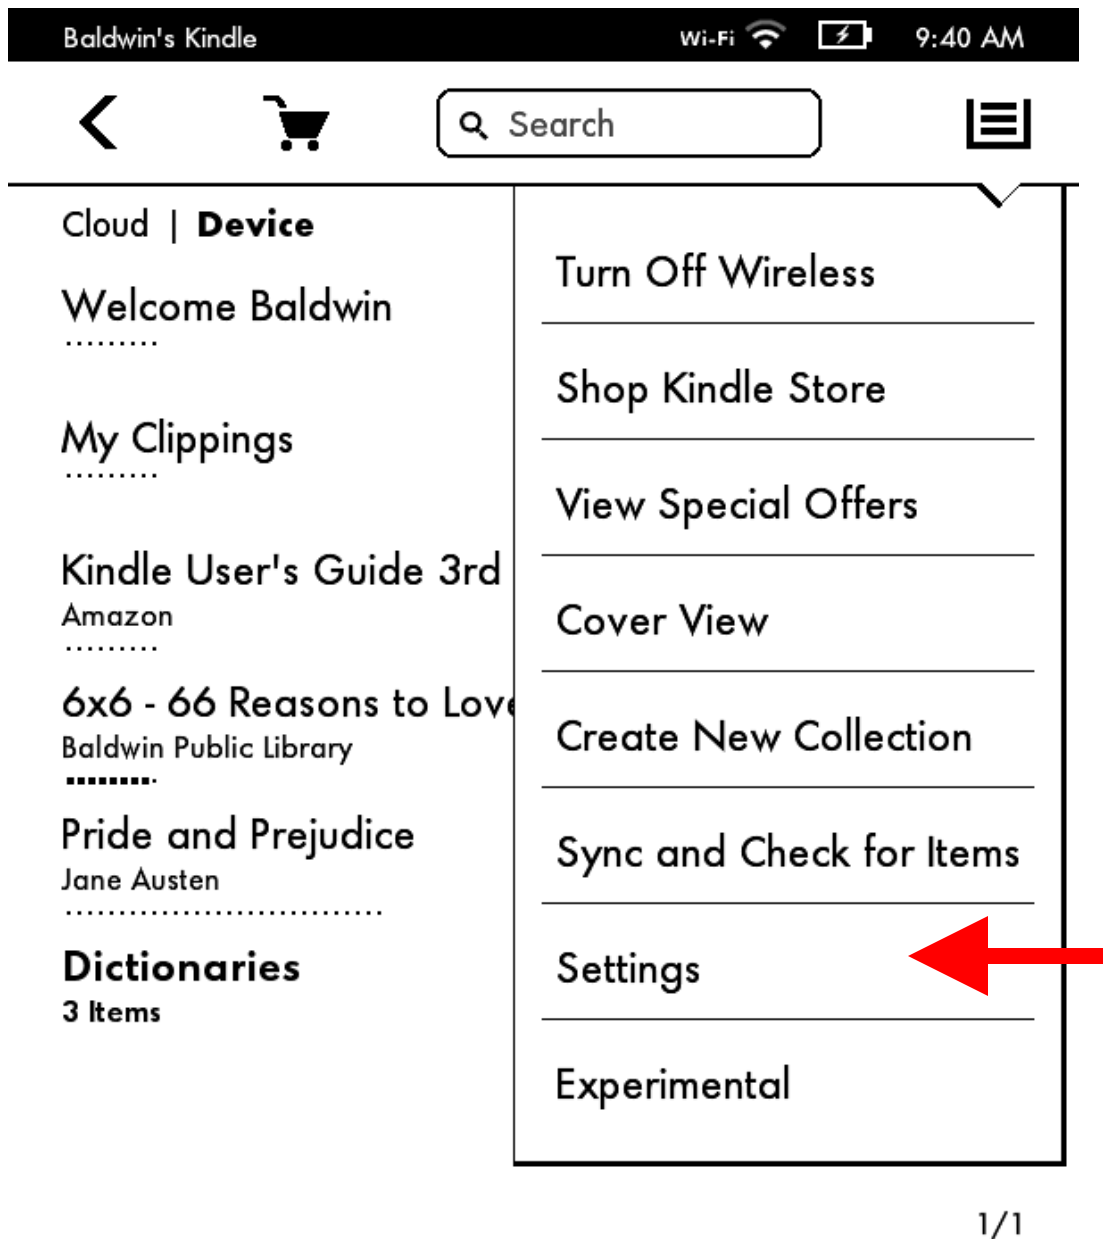 Baldwin's Kindle Wi-Fi 9:40 AM
Search
Cloud | Device
Welcome Baldwin
My Clippings
Kindle User's Guide 3rd
Amazon
6x6 - 66 Reasons to Love
Baldwin Public Library
Pride and Prejudice
Jane Austen
Dictionaries
3 Items
Turn Off Wireless
Shop Kindle Store
View Special Offers
Cover View
Create New Collection
Sync and Check for Items
Settings
Experimental
1/1